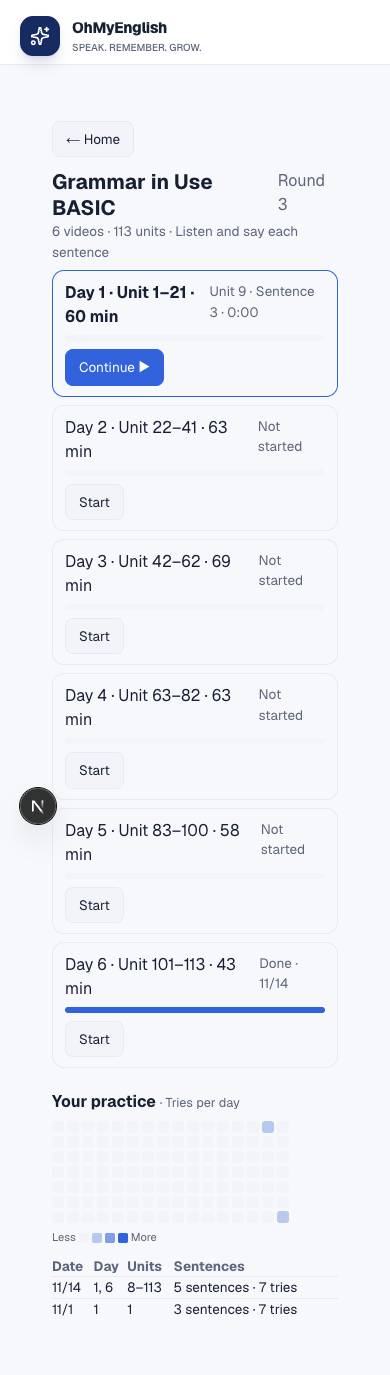 OhMyEnglish
SPEAK. REMEMBER. GROW.
← Home
Grammar in Use
BASIC
Round
3
6 videos · 113 units · Listen and say each
sentence
Day 1 · Unit 1–21 ·
60 min
Unit 9 · Sentence
3 · 0:00
Continue ▶
Day 2 · Unit 22–41 · 63
min
Not
started
Start
Day 3 · Unit 42–62 · 69
min
Not
started
Start
Day 4 · Unit 63–82 · 63
min
Not
started
Start
N
Day 5 · Unit 83–100 · 58
min
Not
started
Start
Day 6 · Unit 101–113 · 43
min
Done ·
11/14
Start
Your practice · Tries per day
Less More
Date Day Units Sentences
11/14 1, 6 8–113 5 sentences · 7 tries
11/1 1 1 3 sentences · 7 tries